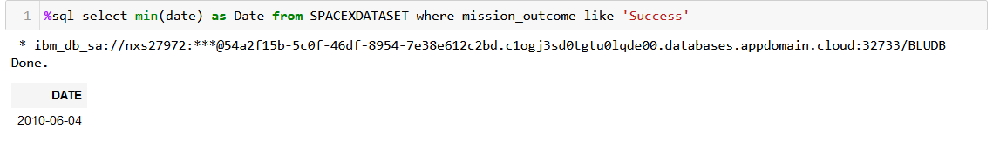 1 %sql select min(date) as Date from SPACEXDATASET where mission_outcome like 'Success'
* ibm_db_sa://nxs27972:***@54a2f15b-5c0f-46df-8954-7e38e612c2bd.c1ogj3sd0tgtu0lqde00.databases.appdomain.cloud:32733/BLUDB
Done.
DATE
2010-06-04